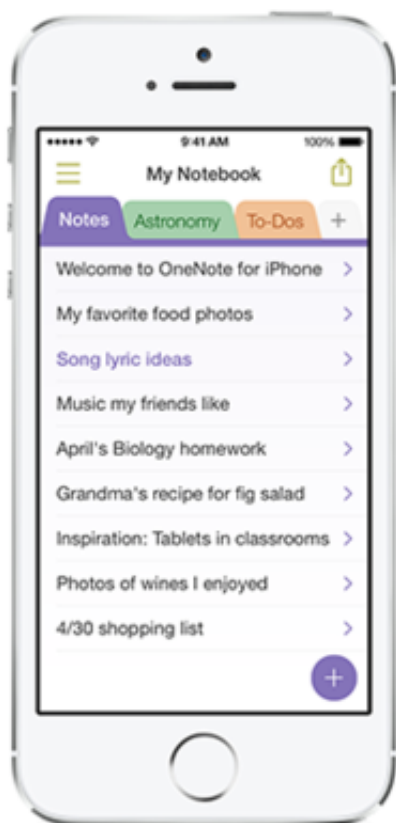 9:41 AM 100%
My Notebook
Notes Astronomy To-Dos +
Welcome to OneNote for iPhone
My favorite food photos
Song lyric ideas
Music my friends like
April's Biology homework
Grandma's recipe for fig salad
Inspiration: Tablets in classrooms
Photos of wines I enjoyed
4/30 shopping list
+